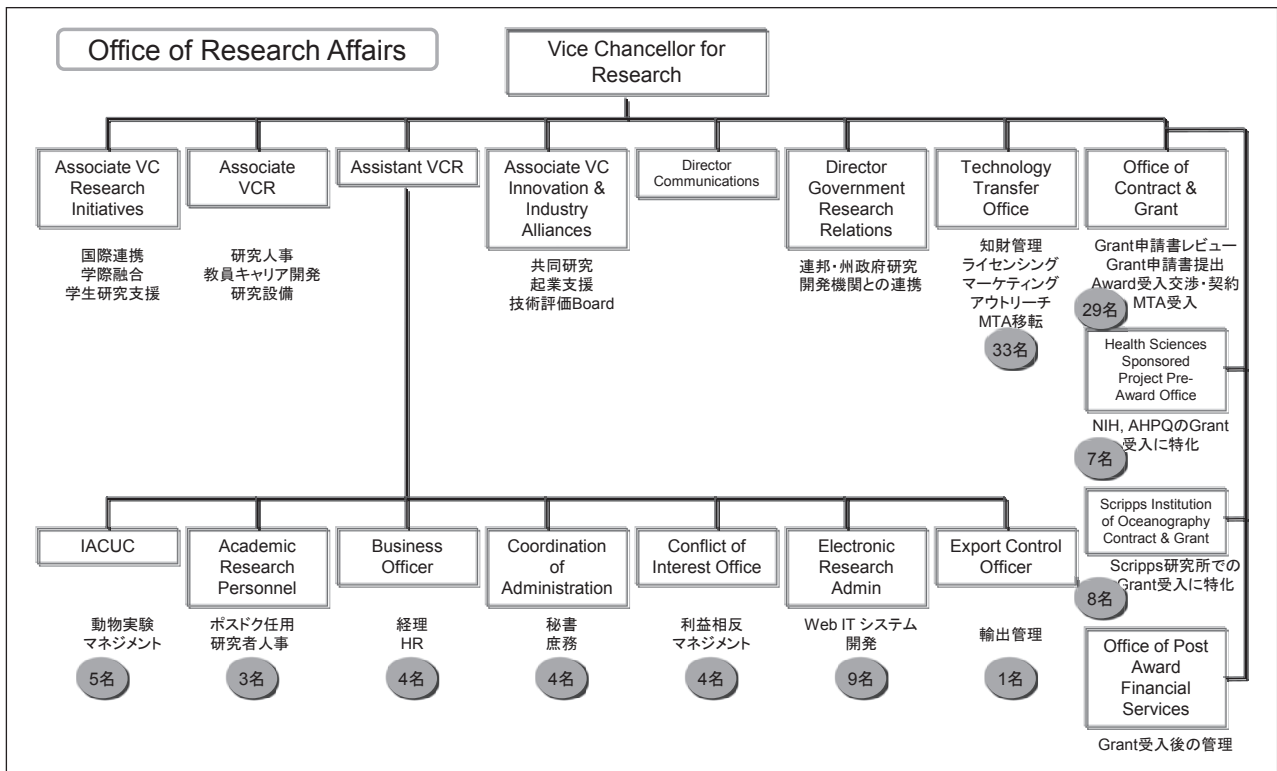 Office of Research Affairs
Vice Chancellor for
Research
Associate VC
Research
Initiatives
国際連携
学際融合
学生研究支援
Associate
VCR
研究人事
教員キャリア開発
研究設備
Assistant VCR
Associate VC
Innovation &
Industry
Alliances
共同研究
起業支援
技術評価Board
Director
Communications
Director
Government
Research
Relations
連邦・州政府研究
開発機関との連携
Technology
Transfer
Office
知財管理
ライセンシング
マーケティング
アウトリーチ
MTA移転
33名
Office of
Contract &
Grant
Grant申請書レビュー
Grant申請書提出
Award受入交渉・契約
MTA受入
29名
Health Sciences
Sponsored
Project Pre-
Award Office
NIH, AHPQのGrant
受入に特化
7名
Scripps Institution
of Oceanography
Contract & Grant
Scripps研究所での
Grant受入に特化
8名
Office of Post
Award
Financial
Services
Grant受入後の管理
IACUC
動物実験
マネジメント
5名
Academic
Research
Personnel
ポスドク任用
研究者人事
3名
Business
Officer
経理
HR
4名
Coordination
of
Administration
秘書
庶務
4名
Conflict of
Interest Office
利益相反
マネジメント
4名
Electronic
Research
Admin
Web IT システム
開発
9名
Export Control
Officer
輸出管理
1名